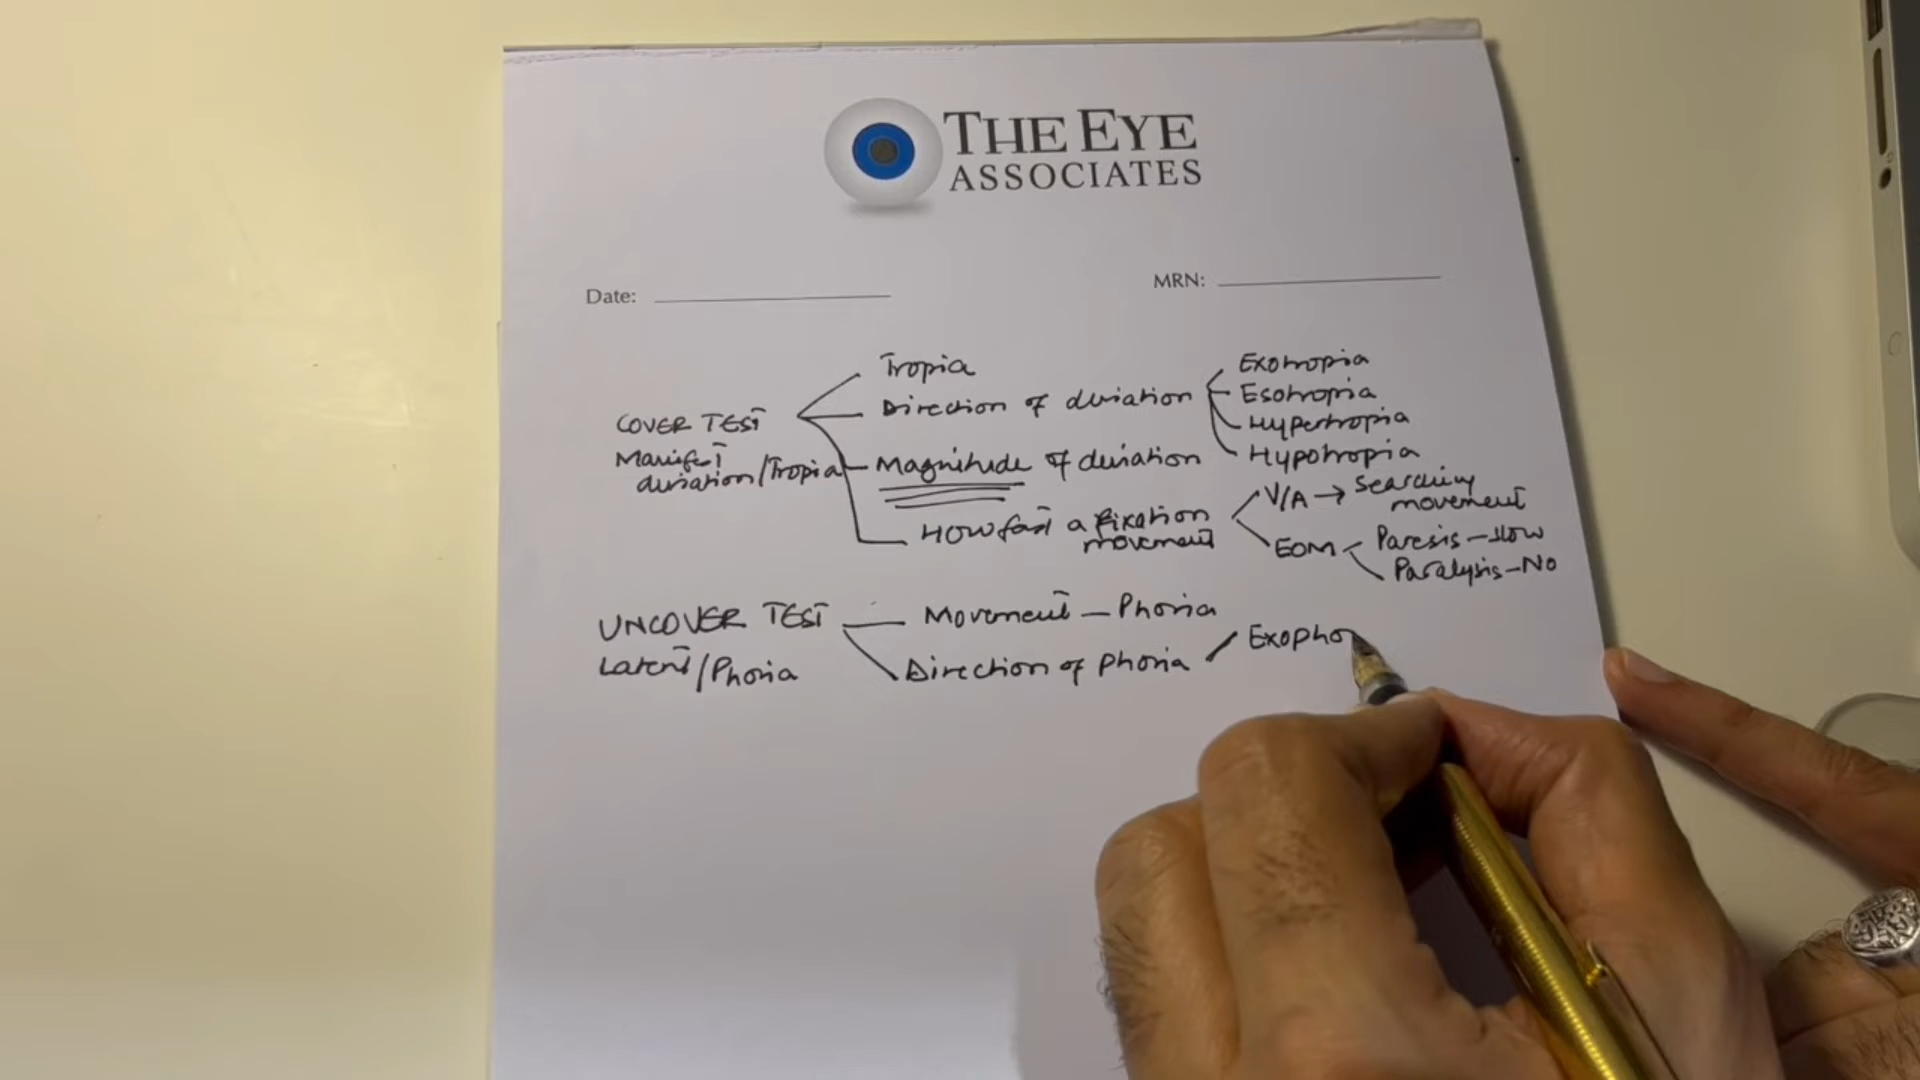 THE EYE
ASSOCIATES
Date:
MRN:
COVER TEST
Manifest
deviation/Tropia
Tropia
Direction of deviation
Exotropia
Esotropia
Hypertropia
Hypotropia
Magnitude of deviation
How fast a fixation
movement
V/A → Searching
movement
EOM
Paresis - slow
Paralysis - No
UNCOVER TEST
Latent/Phoria
Movement - Phoria
Direction of Phoria
Exopho